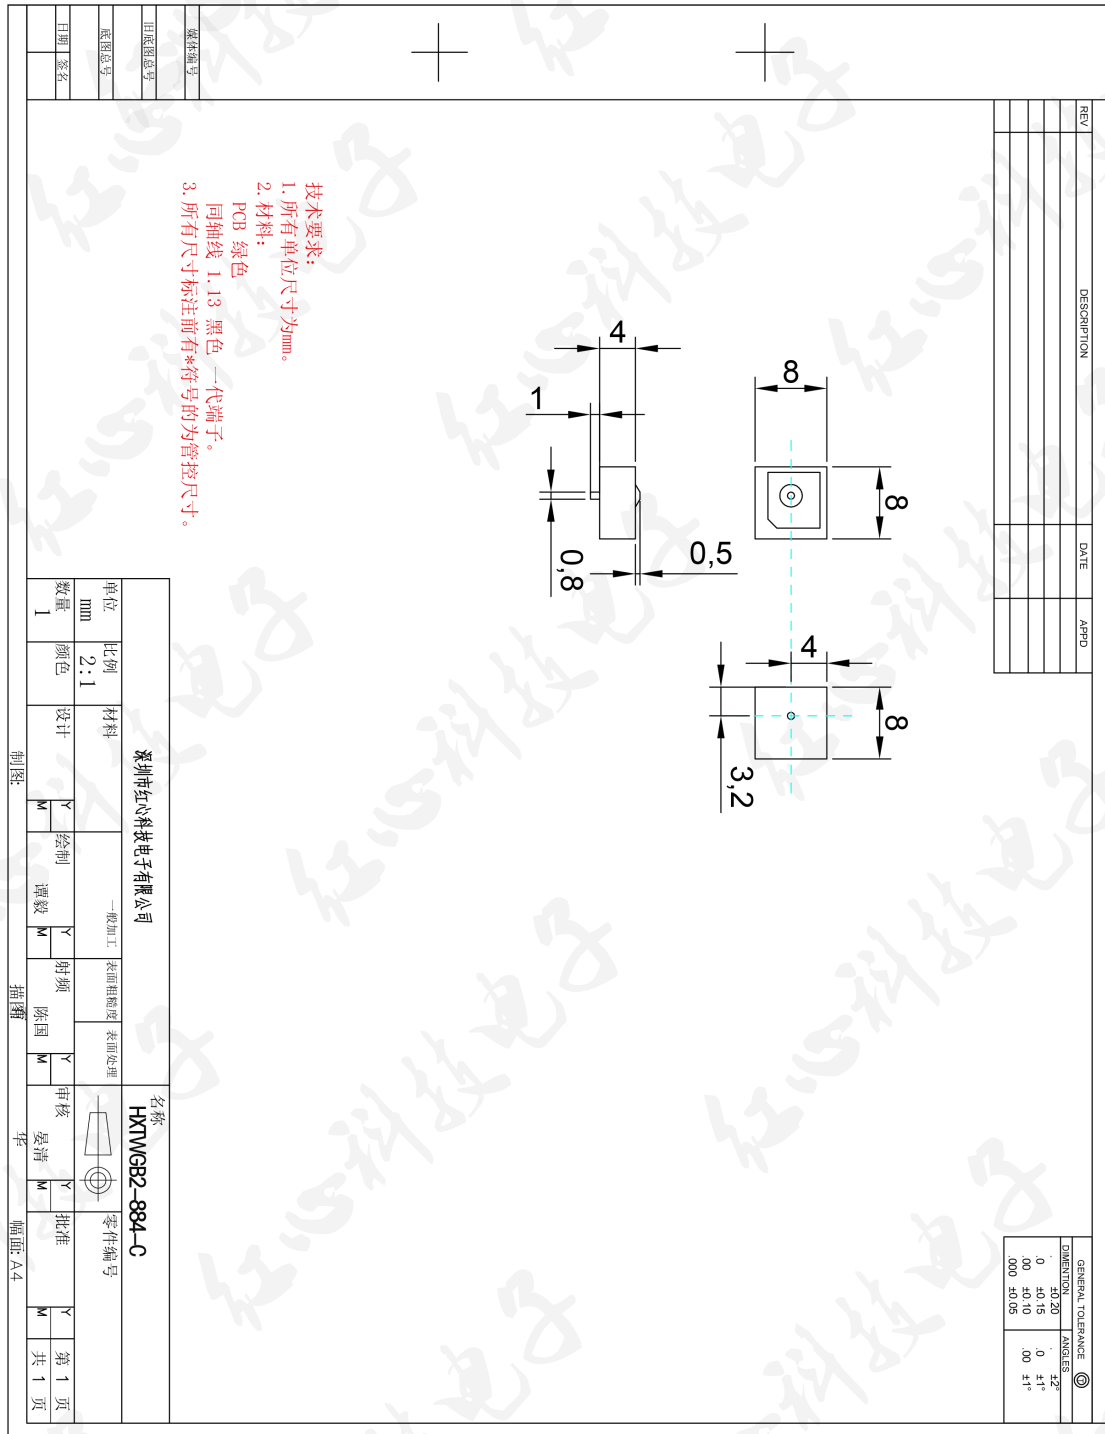 媒体编号
旧底图总号
底图总号
日期 签名
REV DESCRIPTION DATE APPD
技术要求:
1. 所有单位尺寸为mm。
2. 材料:
PCB 绿色
同轴线 1.13 黑色 一代端子。
3. 所有尺寸标注前有*符号的为管控尺寸。
8
8
4
1
0,8
0,5
4
8
3,2
GENERAL TOLERANCE
DIMENTION ANGLES
. ±0.20 . ±2°
.0 ±0.15 .0 ±1°
.00 ±0.10 .00 ±1°
.000 ±0.05
深圳市红心科技电子有限公司
名称
HXTWGB2-884-C
单位 比例 材料 一般加工 表面粗糙度 表面处理 零件编号
mm 2:1
数量 颜色 设计 Y 绘制 Y 射频 Y 审核 Y 批准 Y 第 1 页
1 M 谭毅 M 陈国 M 晏清 M M 共 1 页
制图: 描图 华 幅面: A4
红心科技电子